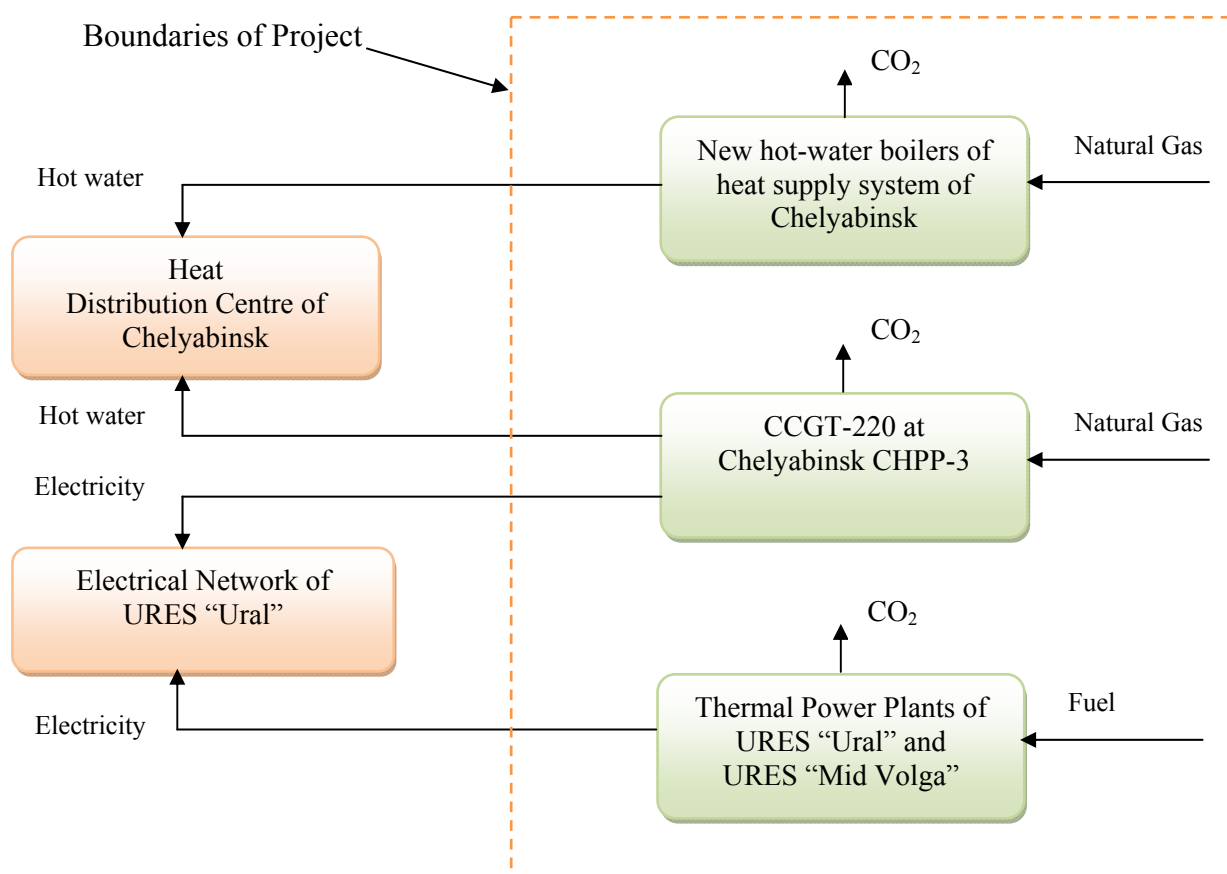 Boundaries of Project
CO₂
New hot-water boilers of
heat supply system of
Chelyabinsk
Natural Gas
Hot water
Heat
Distribution Centre of
Chelyabinsk
CO₂
Hot water
CCGT-220 at
Chelyabinsk CHPP-3
Natural Gas
Electricity
Electrical Network of
URES “Ural”
CO₂
Thermal Power Plants of
URES “Ural” and
URES “Mid Volga”
Fuel
Electricity